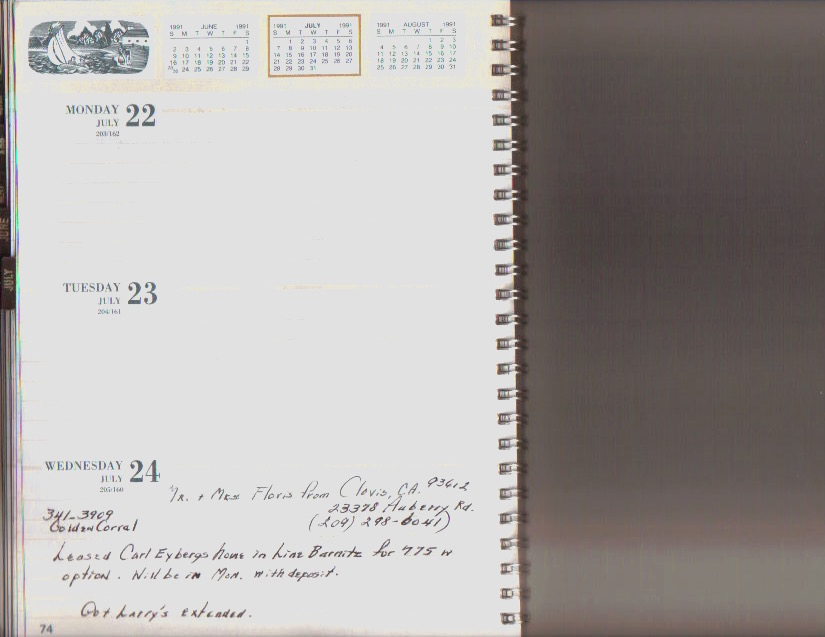 1991 JUNE 1991
S M T W T F S
1
2 3 4 5 6 7 8
9 10 11 12 13 14 15
16 17 18 19 20 21 22
23/30 24 25 26 27 28 29
1991 JULY 1991
S M T W T F S
1 2 3 4 5 6
7 8 9 10 11 12 13
14 15 16 17 18 19 20
21 22 23 24 25 26 27
28 29 30 31
1991 AUGUST 1991
S M T W T F S
1 2 3
4 5 6 7 8 9 10
11 12 13 14 15 16 17
18 19 20 21 22 23 24
25 26 27 28 29 30 31
JUNE
JULY
MONDAY 22
JULY
203/162
TUESDAY 23
JULY
204/161
WEDNESDAY 24
JULY
205/160
Mr. + Mrs. Floris from Clovis, CA. 93612
23378 Auberry Rd.
(209) 298-6041)
341-3909
Golden Corral
Leased Carl Eybergs home in Line Barnitz for 775 w
option. Will be in Mon. with deposit.
Got Larry's extended.
74